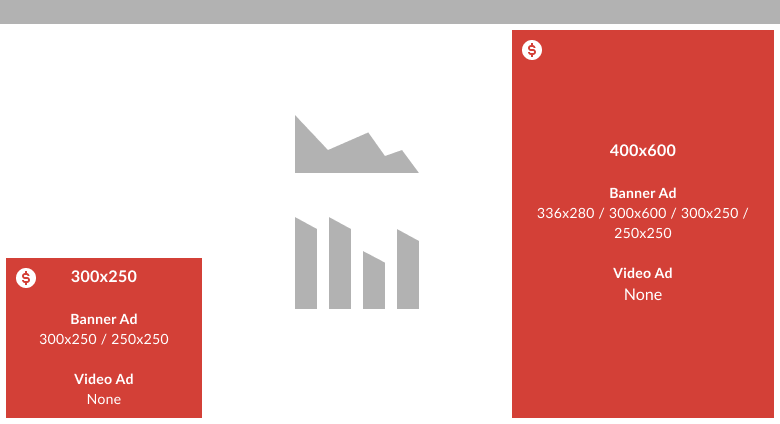 $
300x250
Banner Ad
300x250 / 250x250
Video Ad
None
$
400x600
Banner Ad
336x280 / 300x600 / 300x250 /
250x250
Video Ad
None